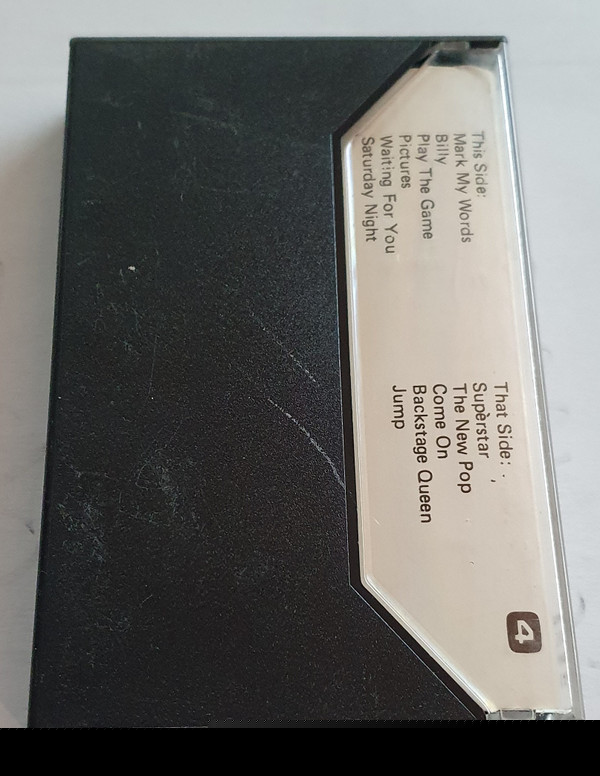 This Side:
Mark My Words
Billy
Play The Game
Pictures
Waiting For You
Saturday Night
That Side:
Superstar
The New Pop
Come On
Backstage Queen
Jump
4